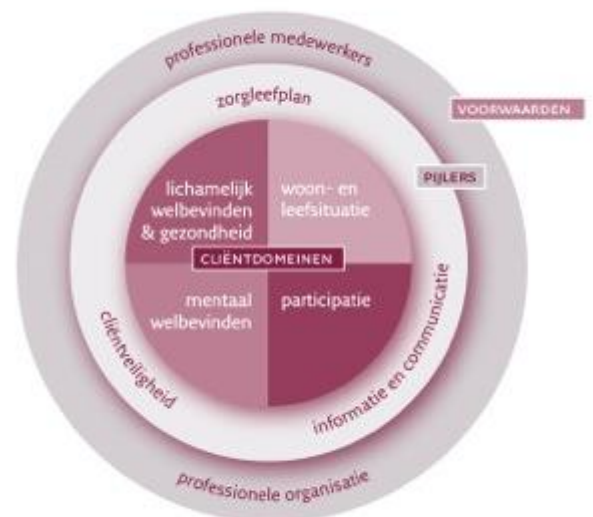 professionele medewerkers
zorgleefplan
VOORWAARDEN
PIJLERS
lichamelijk
welbevinden
& gezondheid
woon- en
leefsituatie
CLIËNTDOMEINEN
mentaal
welbevinden
participatie
cliëntveiligheid
informatie en communicatie
professionele organisatie